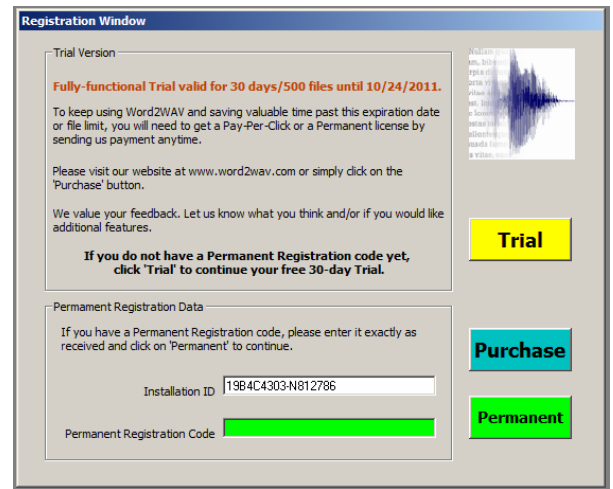 Registration Window
Trial Version
Fully-functional Trial valid for 30 days/500 files until 10/24/2011.
To keep using Word2WAV and saving valuable time past this expiration date
or file limit, you will need to get a Pay-Per-Click or a Permanent license by
sending us payment anytime.
Please visit our website at www.word2wav.com or simply click on the
'Purchase' button.
We value your feedback. Let us know what you think and/or if you would like
additional features.
If you do not have a Permanent Registration code yet,
click 'Trial' to continue your free 30-day Trial.
Trial
Permament Registration Data
If you have a Permanent Registration code, please enter it exactly as
received and click on 'Permanent' to continue.
Purchase
Installation ID 19B4C4303-N812786
Permanent Registration Code
Permanent